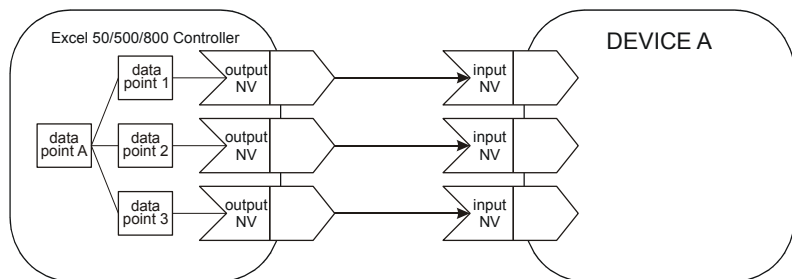 Excel 50/500/800 Controller
DEVICE A
data
point 1
output
NV
input
NV
data
point A
data
point 2
output
NV
input
NV
data
point 3
output
NV
input
NV